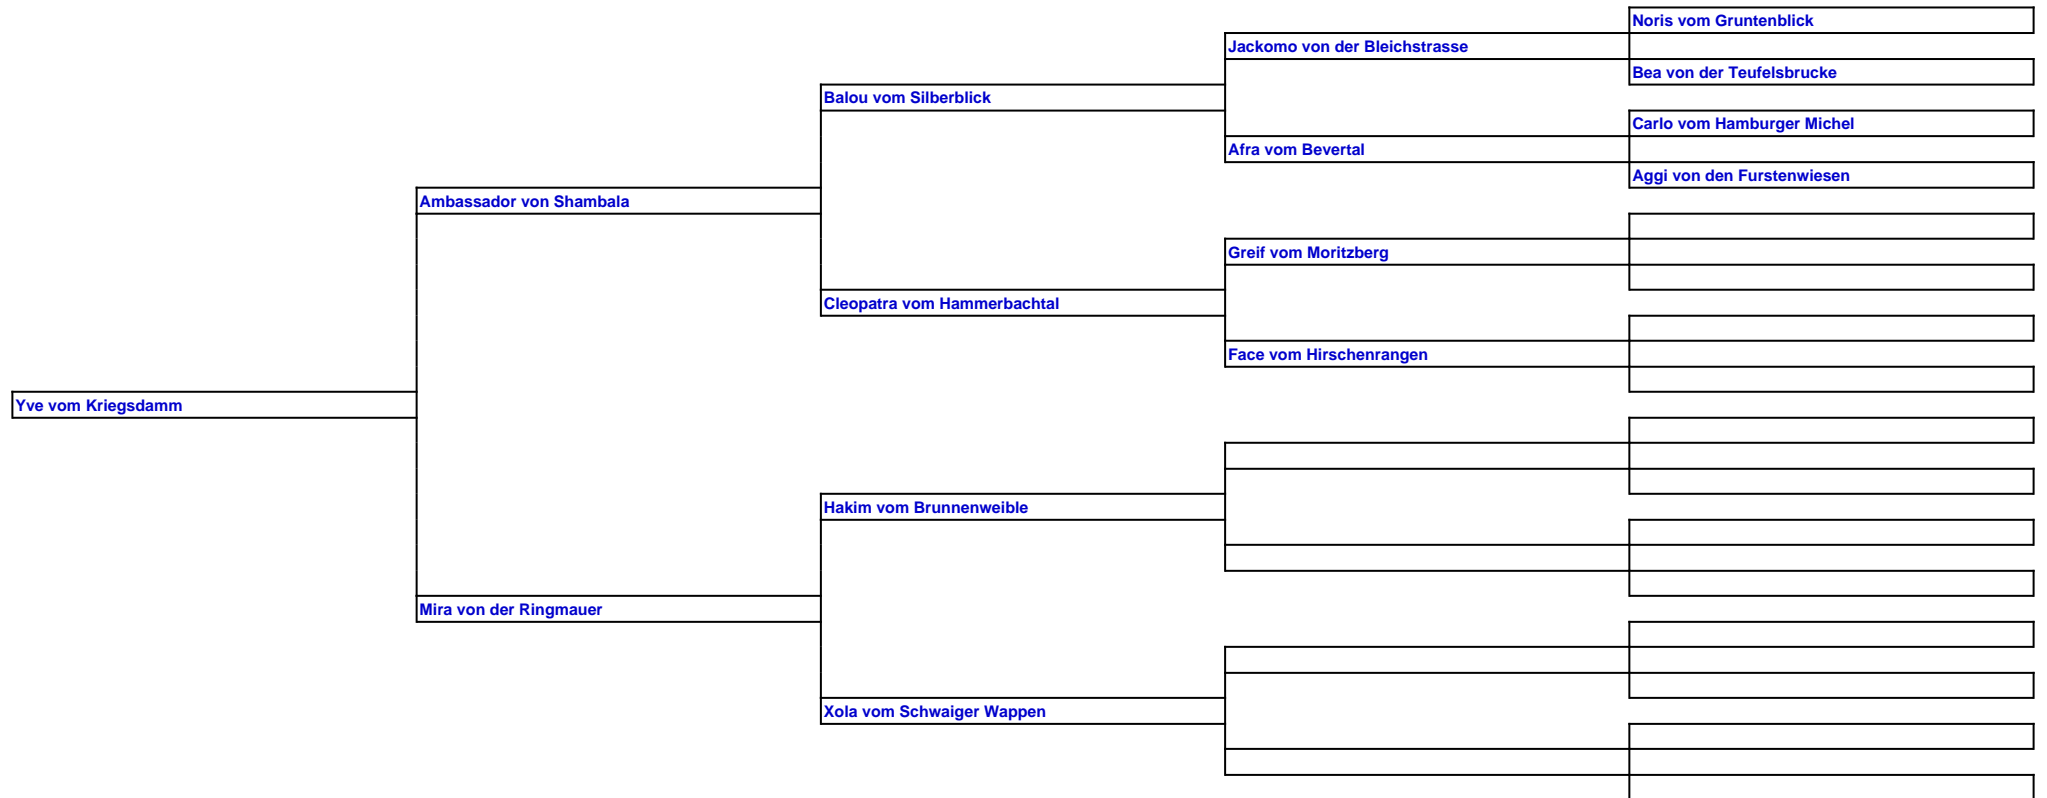 Noris vom Gruntenblick
Jackomo von der Bleichstrasse
Bea von der Teufelsbrucke
Balou vom Silberblick
Carlo vom Hamburger Michel
Afra vom Bevertal
Aggi von den Furstenwiesen
Ambassador von Shambala
Greif vom Moritzberg
Cleopatra vom Hammerbachtal
Face vom Hirschenrangen
Yve vom Kriegsdamm
Hakim vom Brunnenweible
Mira von der Ringmauer
Xola vom Schwaiger Wappen